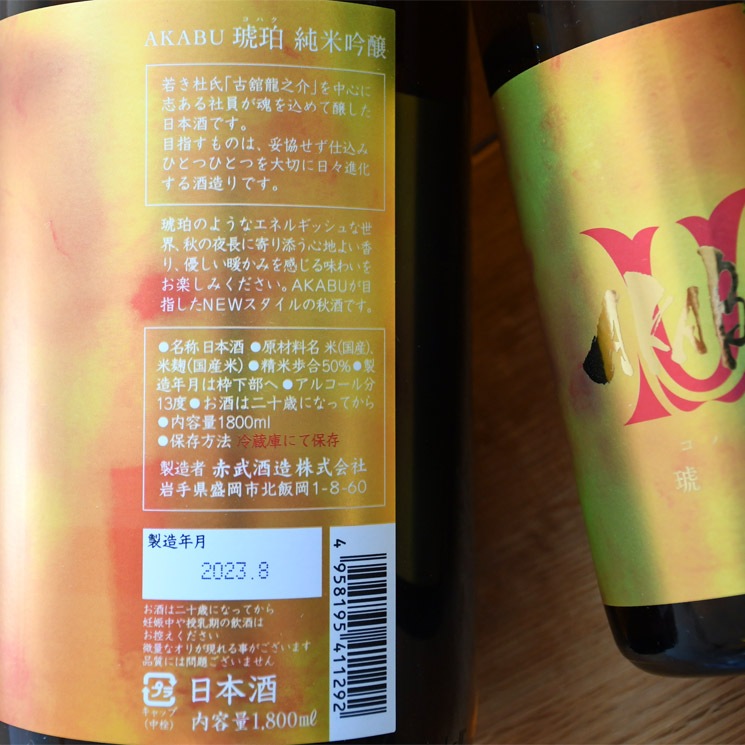 コハク
AKABU 琥珀 純米吟醸
若き杜氏「古舘龍之介」を中心に
志ある社員が魂を込めて醸した
日本酒です。
目指すものは、妥協せず仕込み
ひとつひとつを大切に日々進化
する酒造りです。
琥珀のようなエネルギッシュな世
界、秋の夜長に寄り添う心地よい香
り、優しい暖かみを感じる味わいを
お楽しみください。AKABUが目
指したNEWスタイルの秋酒です。
●名称 日本酒 ●原材料名 米(国産)、
米麹(国産米) ●精米歩合50% ●製
造年月は枠下部へ ●アルコール分
13度 ●お酒は二十歳になってから
●内容量1800ml
●保存方法 冷蔵庫にて保存
製造者 赤武酒造株式会社
岩手県盛岡市北飯岡1-8-60
製造年月
2023.8
お酒は二十歳になってから
妊娠中や授乳期の飲酒は
お控えください
微量なオリが現れる事がございます
品質には問題ございません
プラ
キャップ
(中栓)
日本酒
内容量1,800mℓ
4 958195 411292
AKAB
コハ
琥